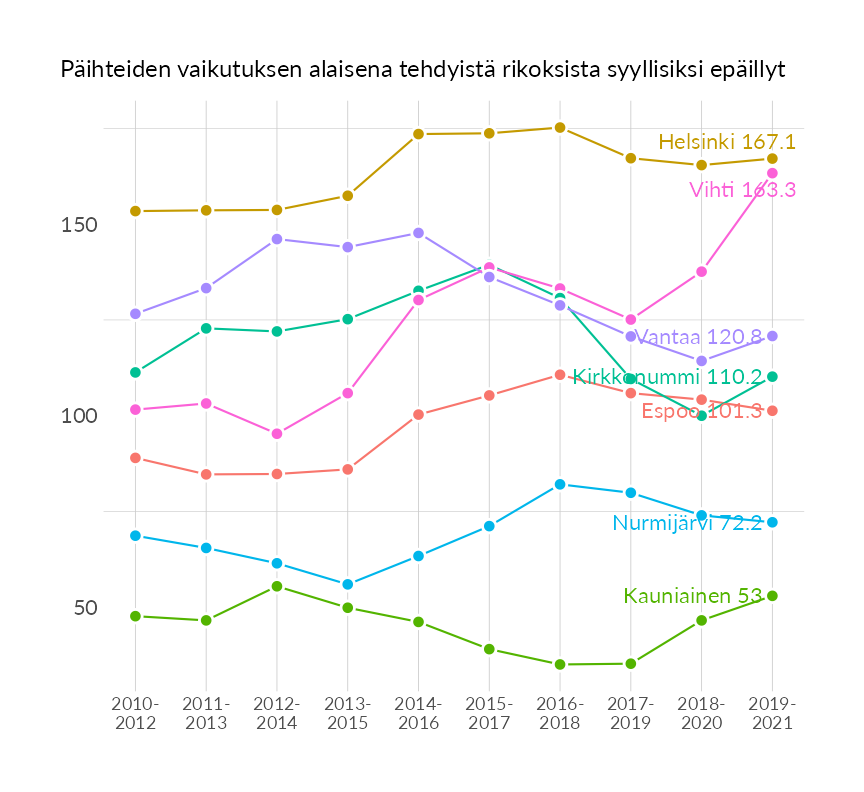 Päihteiden vaikutuksen alaisena tehdyistä rikoksista syyllisiksi epäillyt
Helsinki 167.1
Vihti 163.3
150
Vantaa 120.8
Kirkkonummi 110.2
Espoo 101.3
100
Nurmijärvi 72.2
Kauniainen 53
50
2010- 2011- 2012- 2013- 2014- 2015- 2016- 2017- 2018- 2019-
2012 2013 2014 2015 2016 2017 2018 2019 2020 2021